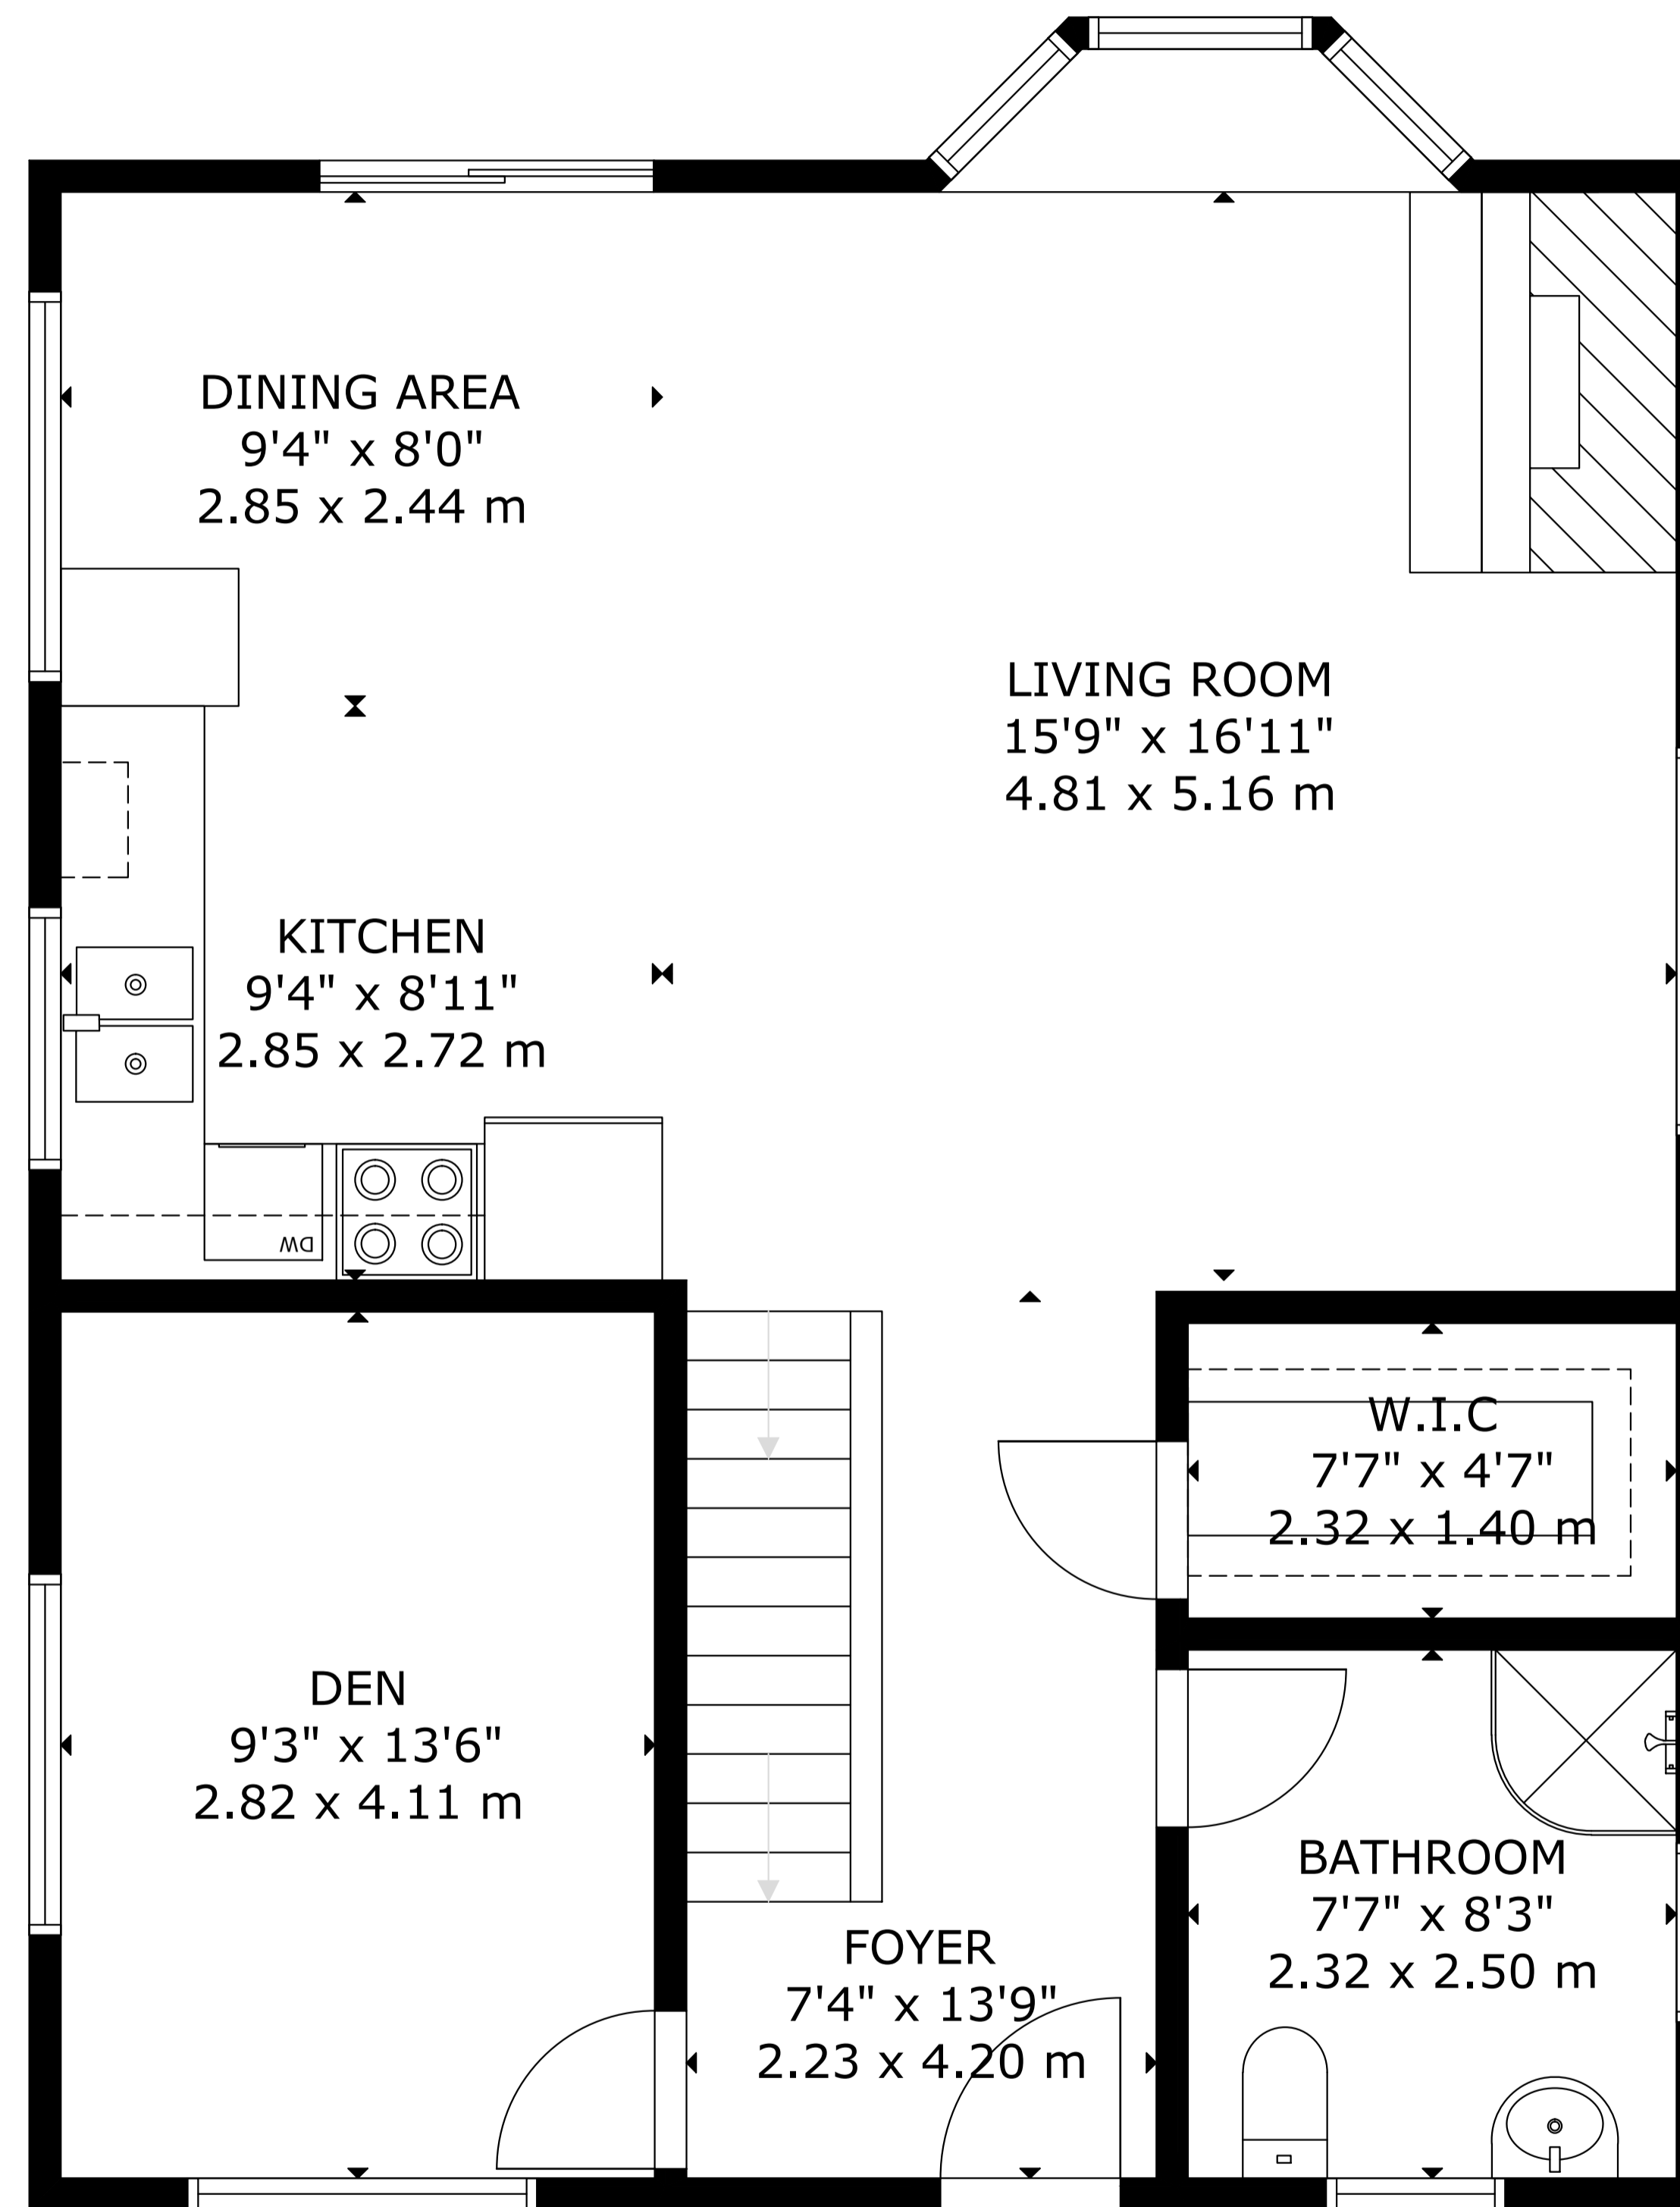 DINING AREA
9'4" x 8'0"
2.85 x 2.44 m
LIVING ROOM
15'9" x 16'11"
4.81 x 5.16 m
KITCHEN
9'4" x 8'11"
2.85 x 2.72 m
DW
W.I.C
7'7" x 4'7"
2.32 x 1.40 m
DEN
9'3" x 13'6"
2.82 x 4.11 m
BATHROOM
7'7" x 8'3"
2.32 x 2.50 m
FOYER
7'4" x 13'9"
2.23 x 4.20 m